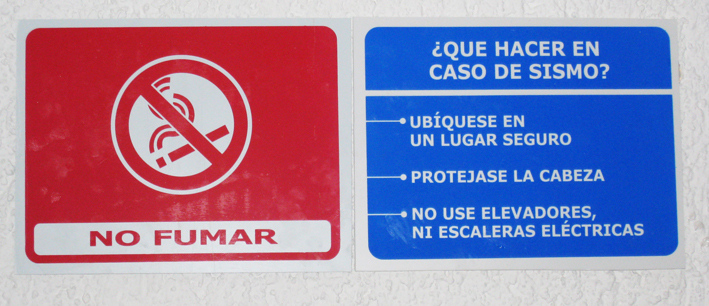 NO FUMAR
¿QUE HACER EN
CASO DE SISMO?
UBÍQUESE EN
UN LUGAR SEGURO
PROTEJASE LA CABEZA
NO USE ELEVADORES,
NI ESCALERAS ELÉCTRICAS